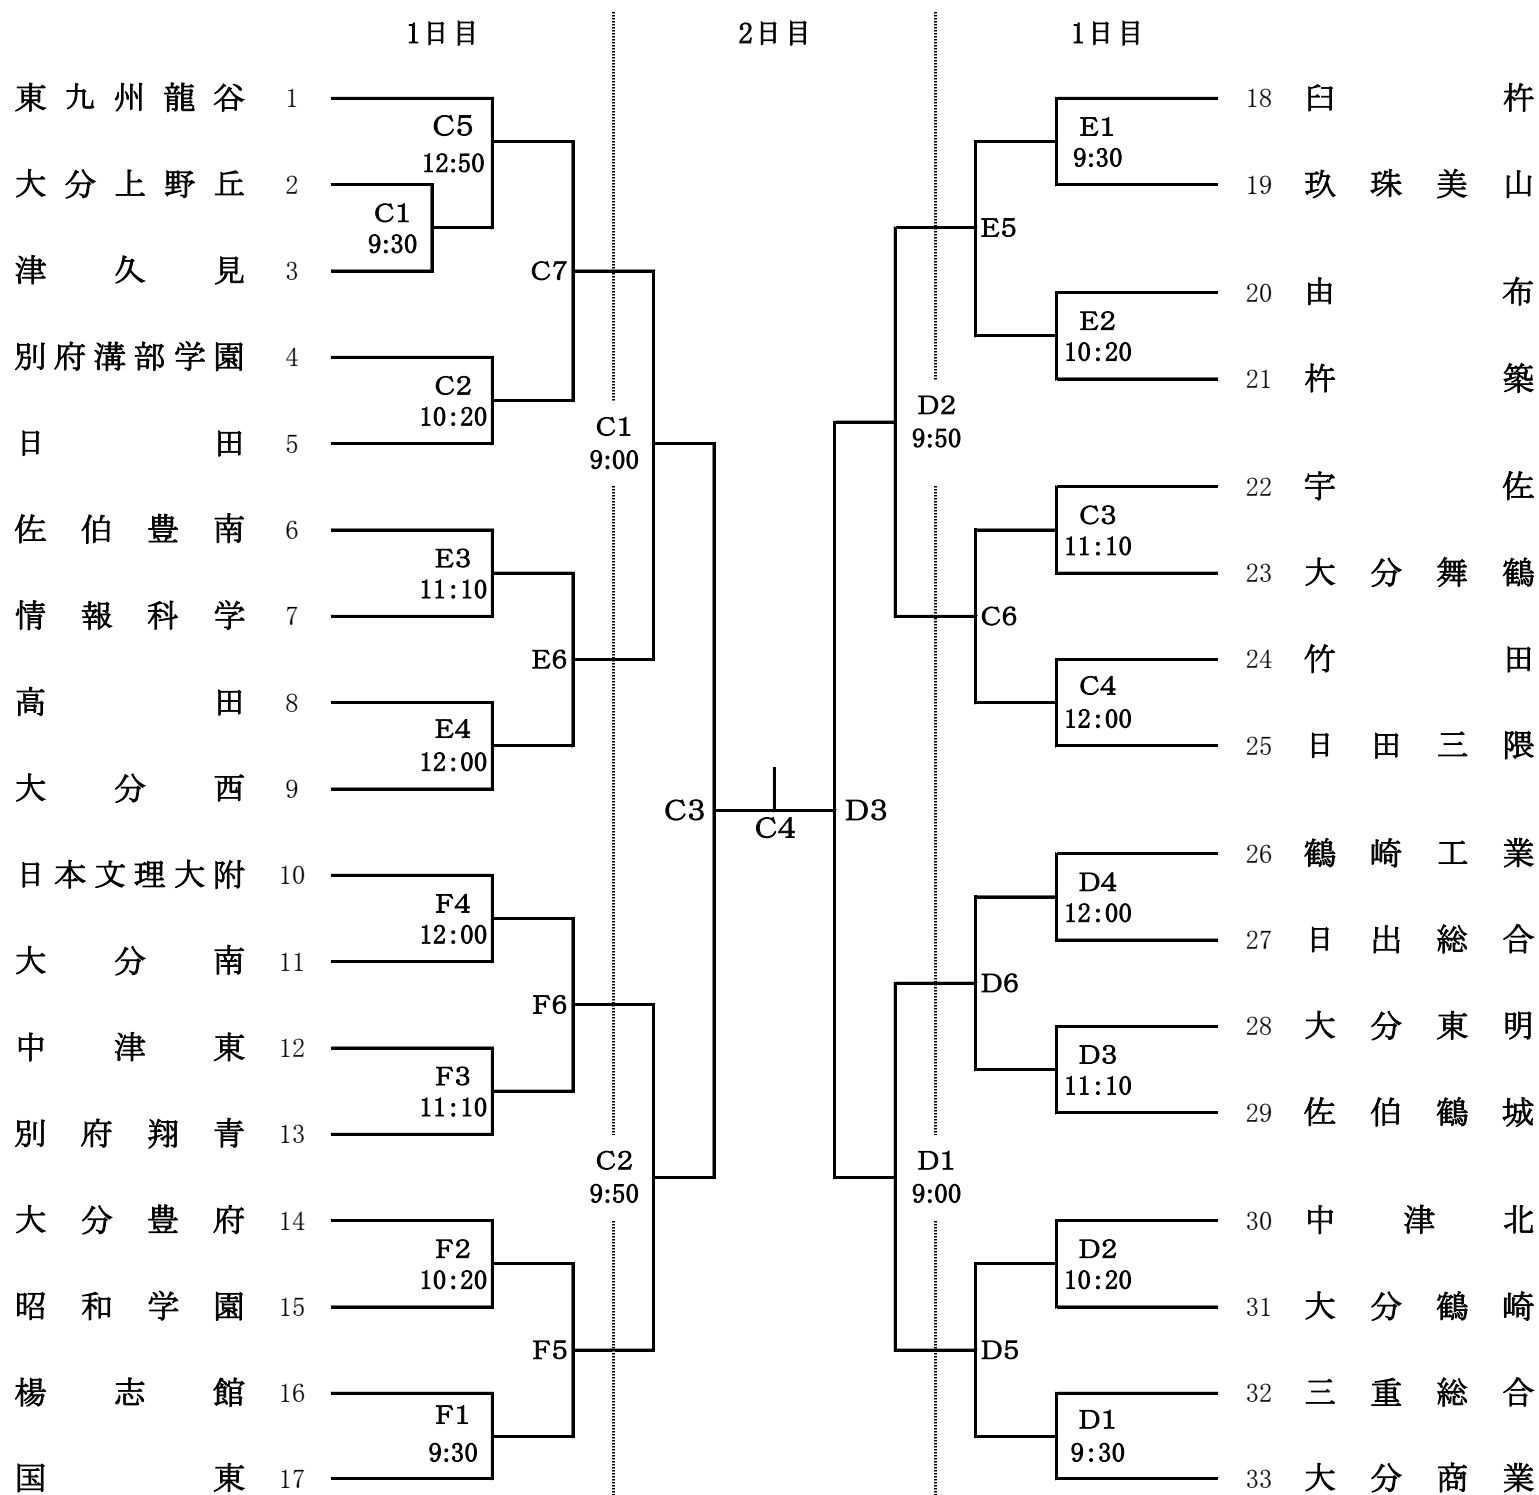 1日目 2日目 1日目
東九州龍谷 1
C5
12:50
大分上野丘 2
C1
9:30
津久見 3
C7
別府溝部学園 4
C2
10:20
日田 5
C1
9:00
佐伯豊南 6
E3
11:10
情報科学 7
E6
高田 8
E4
12:00
大分西 9
C3
C4
D3
日本文理大附 10
F4
12:00
大分南 11
F6
中津東 12
F3
11:10
別府翔青 13
C2
9:50
大分豊府 14
F2
10:20
昭和学園 15
F5
楊志館 16
F1
9:30
国東 17
18 臼杵
E1
9:30
19 玖珠美山
E5
20 由布
E2
10:20
21 杵築
D2
9:50
22 宇佐
C3
11:10
23 大分舞鶴
C6
24 竹田
C4
12:00
25 日田三隈
26 鶴崎工業
D4
12:00
27 日出総合
D6
28 大分東明
D3
11:10
29 佐伯鶴城
D1
9:00
30 中津北
D2
10:20
31 大分鶴崎
D5
32 三重総合
D1
9:30
33 大分商業